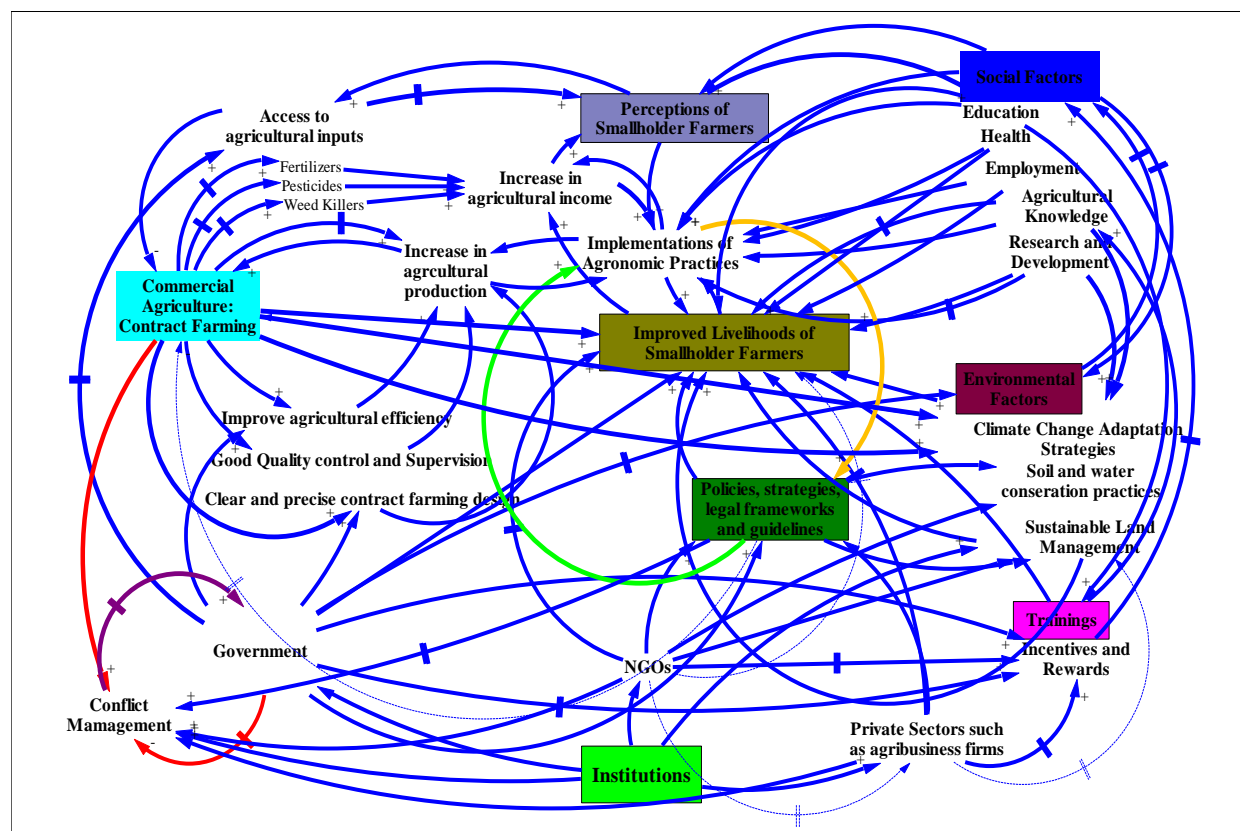 Social Factors
Perceptions of
Smallholder Farmers
Access to
agricultural inputs
Education
Health
Fertilizers
Pesticides
Weed Killers
Increase in
agricultural income
Employment
Agricultural
Knowledge
Research and
Development
Increase in
agrcultural
production
Implementations of
Agronomic Practices
Commercial
Agriculture:
Contract Farming
Improved Livelihoods of
Smallholder Farmers
Environmental
Factors
Improve agricultural efficiency
Good Quality control and Supervision
Clear and precise contract farming design
Climate Change Adaptation
Strategies
Soil and water
conseration practices
Policies, strategies,
legal frameworks
and guidelines
Sustainable Land
Management
Trainings
Incentives and
Rewards
Government
NGOs
Conflict
Management
Private Sectors such
as agribusiness firms
Institutions